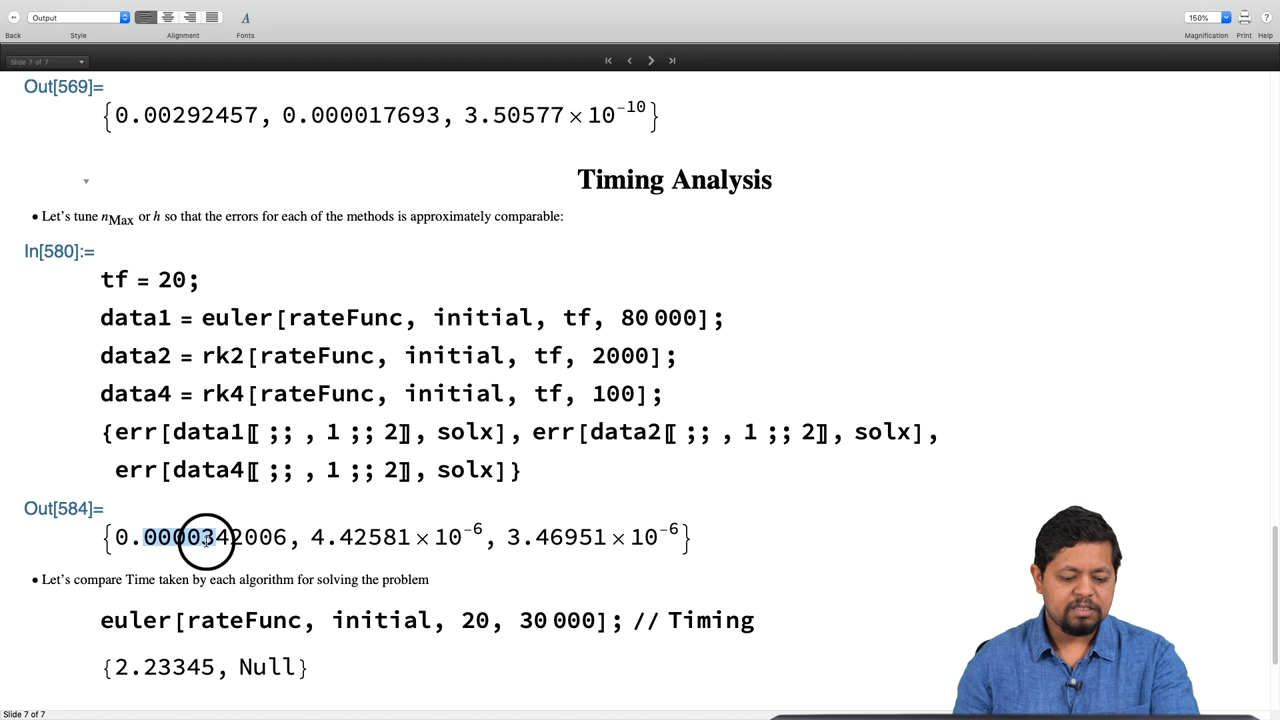 Output
150%
Back
Style
Alignment
Fonts
Magnification
Print
Help
Slide 7 of 7
Out[569]=
{0.00292457, 0.000017693, 3.50577×10^-10}
Timing Analysis
• Let's tune nMax or h so that the errors for each of the methods is approximately comparable:
In[580]:=
tf = 20;
data1 = euler[rateFunc, initial, tf, 80 000];
data2 = rk2[rateFunc, initial, tf, 2000];
data4 = rk4[rateFunc, initial, tf, 100];
{err[data1〚 ;; , 1 ;; 2〛, solx], err[data2〚 ;; , 1 ;; 2〛, solx],
err[data4〚 ;; , 1 ;; 2〛, solx]}
Out[584]=
{0.0000342006, 4.42581×10^-6, 3.46951×10^-6}
• Let's compare Time taken by each algorithm for solving the problem
euler[rateFunc, initial, 20, 30 000]; // Timing
{2.23345, Null}
Slide 7 of 7